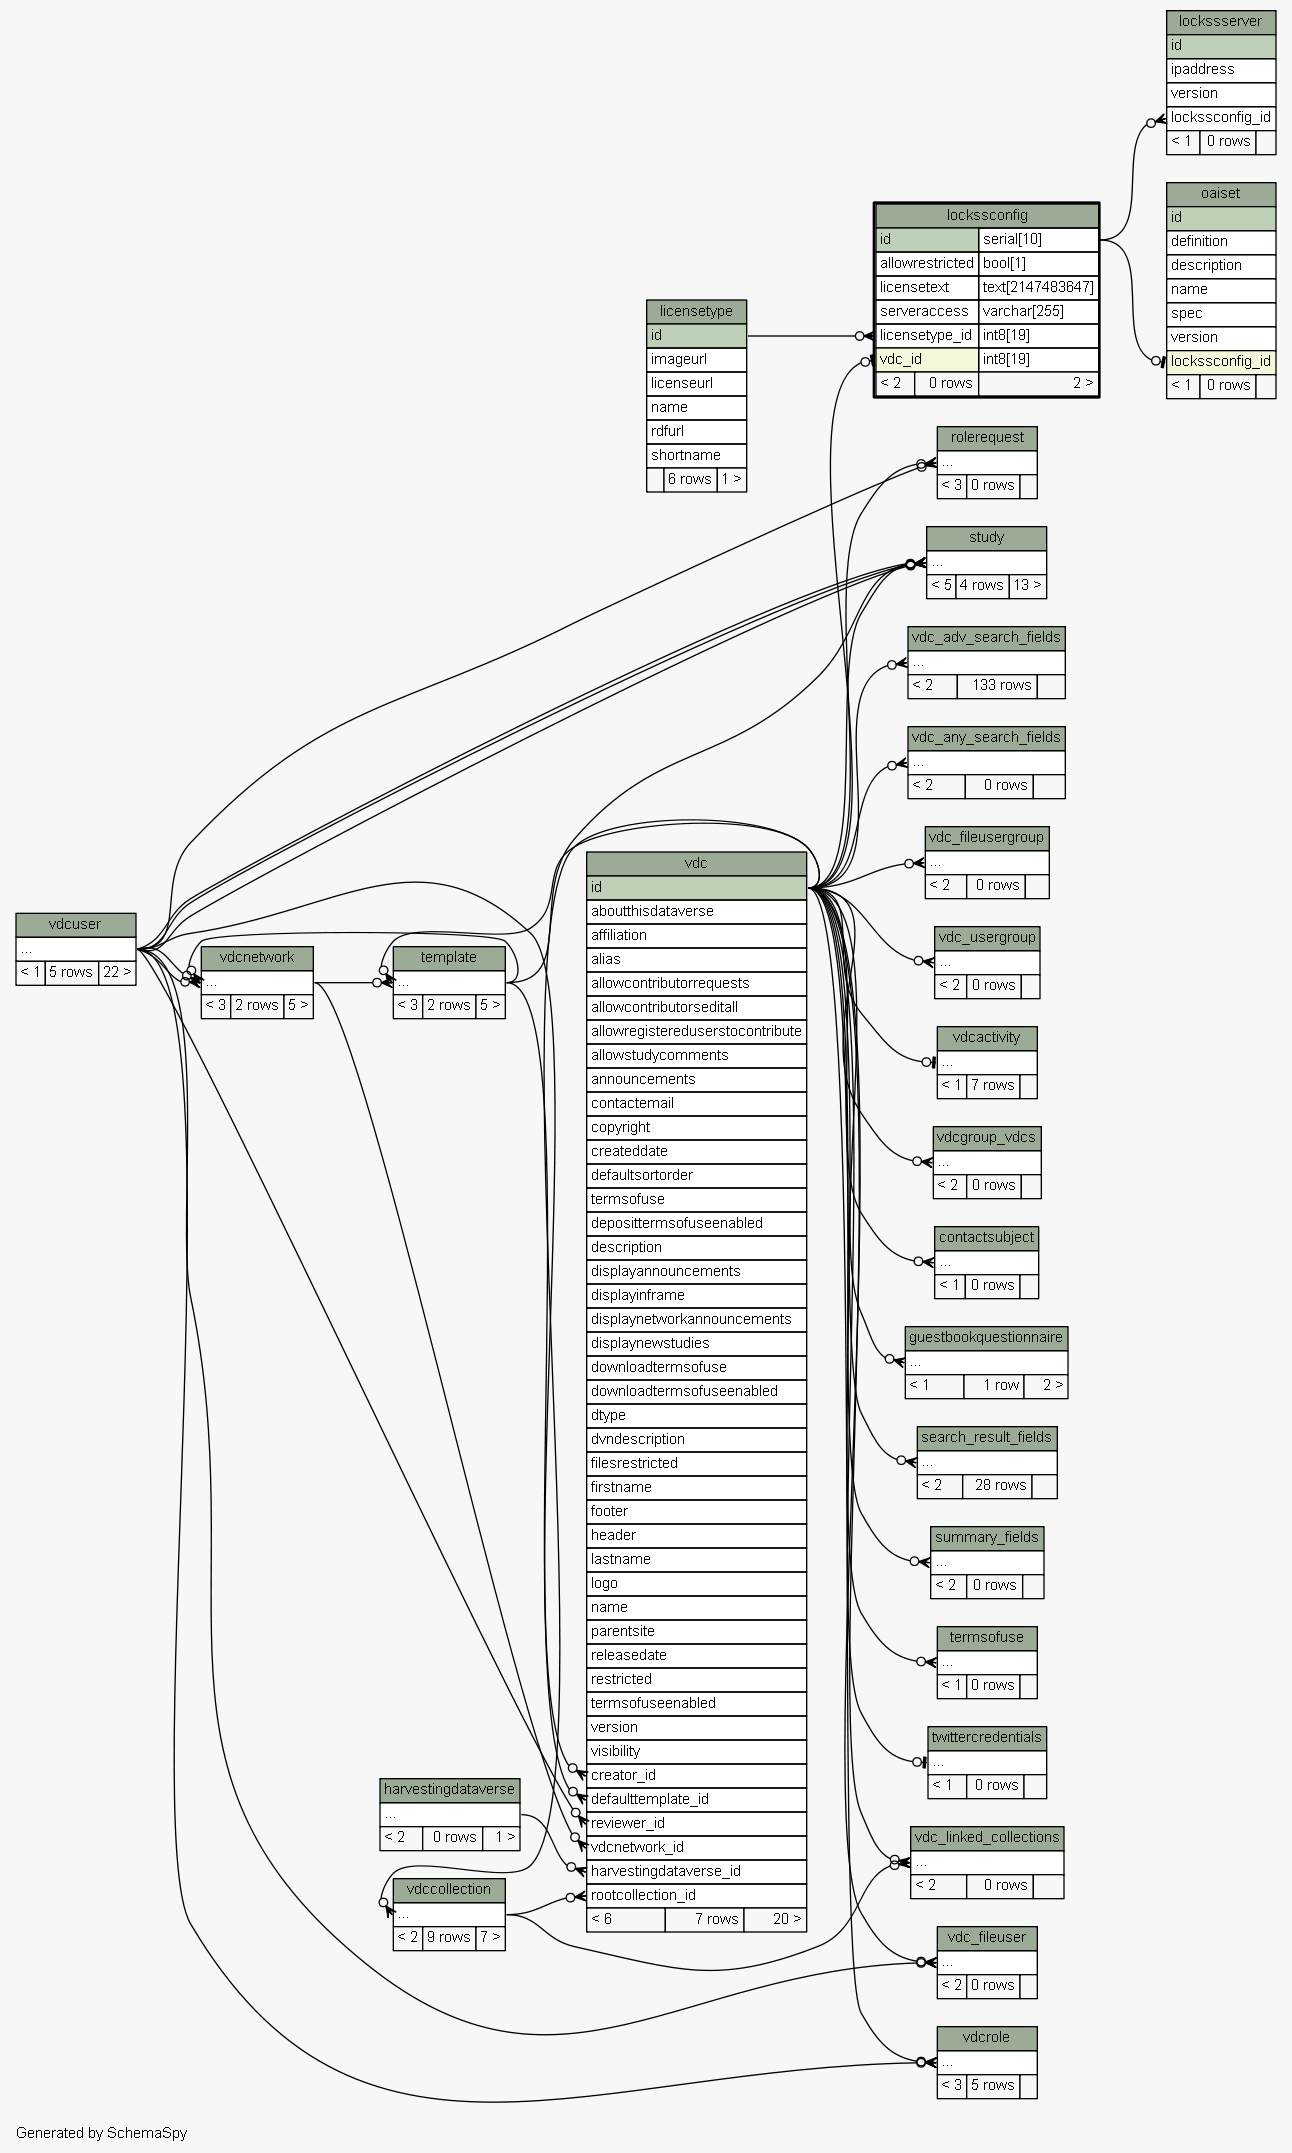 lockssserver
id
ipaddress
version
lockssconfig_id
< 1 0 rows
oaiset
id
definition
description
name
spec
version
lockssconfig_id
< 1 0 rows
lockssconfig
id serial[10]
allowrestricted bool[1]
licensetext text[2147483647]
serveraccess varchar[255]
licensetype_id int8[19]
vdc_id int8[19]
< 2 0 rows 2 >
licensetype
id
imageurl
licenseurl
name
rdfurl
shortname
6 rows 1 >
rolerequest
...
< 3 0 rows
study
...
< 5 4 rows 13 >
vdc_adv_search_fields
...
< 2 133 rows
vdc_any_search_fields
...
< 2 0 rows
vdc_fileusergroup
...
< 2 0 rows
vdc_usergroup
...
< 2 0 rows
vdcactivity
...
< 1 7 rows
vdcgroup_vdcs
...
< 2 0 rows
contactsubject
...
< 1 0 rows
guestbookquestionnaire
...
< 1 1 row 2 >
search_result_fields
...
< 2 28 rows
summary_fields
...
< 2 0 rows
termsofuse
...
< 1 0 rows
twittercredentials
...
< 1 0 rows
vdc_linked_collections
...
< 2 0 rows
vdc_fileuser
...
< 2 0 rows
vdcrole
...
< 3 5 rows
vdc
id
aboutthisdataverse
affiliation
alias
allowcontributorrequests
allowcontributorseditall
allowregistereduserstocontribute
allowstudycomments
announcements
contactemail
copyright
createddate
defaultsortorder
termsofuse
deposittermsofuseenabled
description
displayannouncements
displayinframe
displaynetworkannouncements
displaynewstudies
downloadtermsofuse
downloadtermsofuseenabled
dtype
dvndescription
filesrestricted
firstname
footer
header
lastname
logo
name
parentsite
releasedate
restricted
termsofuseenabled
version
visibility
creator_id
defaulttemplate_id
reviewer_id
vdcnetwork_id
harvestingdataverse_id
rootcollection_id
< 6 7 rows 20 >
vdcuser
...
< 1 5 rows 22 >
vdcnetwork
...
< 3 2 rows 5 >
template
...
< 3 2 rows 5 >
harvestingdataverse
...
< 2 0 rows 1 >
vdccollection
...
< 2 9 rows 7 >
Generated by SchemaSpy